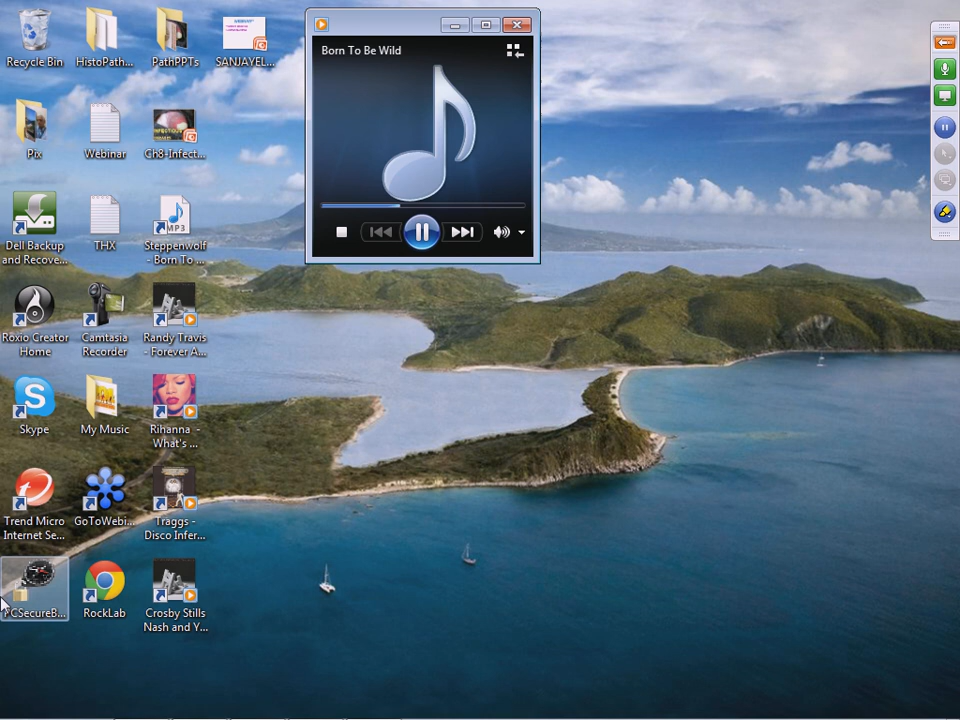 Recycle Bin
HistoPath...
PathPPTs
SANJAYEL...
Born To Be Wild
Pix
Webinar
Ch8-Infect...
Dell Backup
and Recove...
THX
MP3
Steppenwolf
- Born To ...
Roxio Creator
Home
Camtasia
Recorder
Randy Travis
- Forever A...
Skype
My Music
Rihanna -
What's ...
Trend Micro
Internet Se...
GoToWebi...
Traggs -
Disco Infer...
PCSecureB...
RockLab
Crosby Stills
Nash and Y...